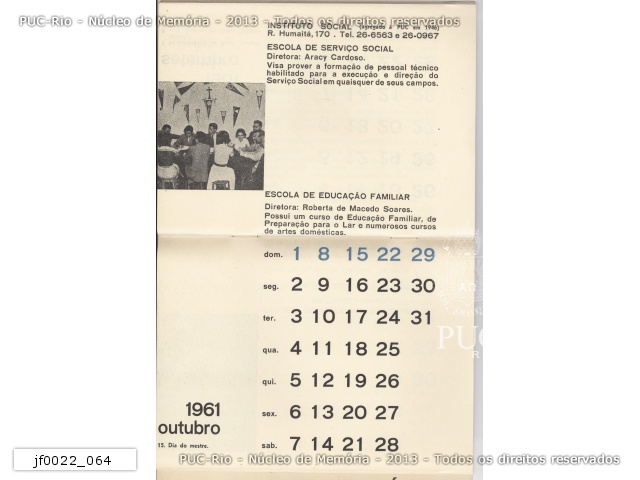 PUC-Rio - Núcleo de Memória - 2013 - Todos os direitos reservados
INSTITUTO SOCIAL (agregado à PUC em 1946)
R. Humaitá, 170 . Tel. 26-6563 e 26-0967
ESCOLA DE SERVIÇO SOCIAL
Diretora: Aracy Cardoso.
Visa prover a formação de pessoal técnico
habilitado para a execução e direção do
Serviço Social em quaisquer de seus campos.
ESCOLA DE EDUCAÇÃO FAMILIAR
Diretora: Roberta de Macedo Soares.
Possui um curso de Educação Familiar, de
Preparação para o Lar e numerosos cursos
de artes domésticas.
dom. 1 8 15 22 29
seg. 2 9 16 23 30
ter. 3 10 17 24 31
qua. 4 11 18 25
qui. 5 12 19 26
sex. 6 13 20 27
sab. 7 14 21 28
1961
outubro
15. Dia do mestre.
PUC
R
jf0022_064
PUC-Rio - Núcleo de Memória - 2013 - Todos os direitos reservados